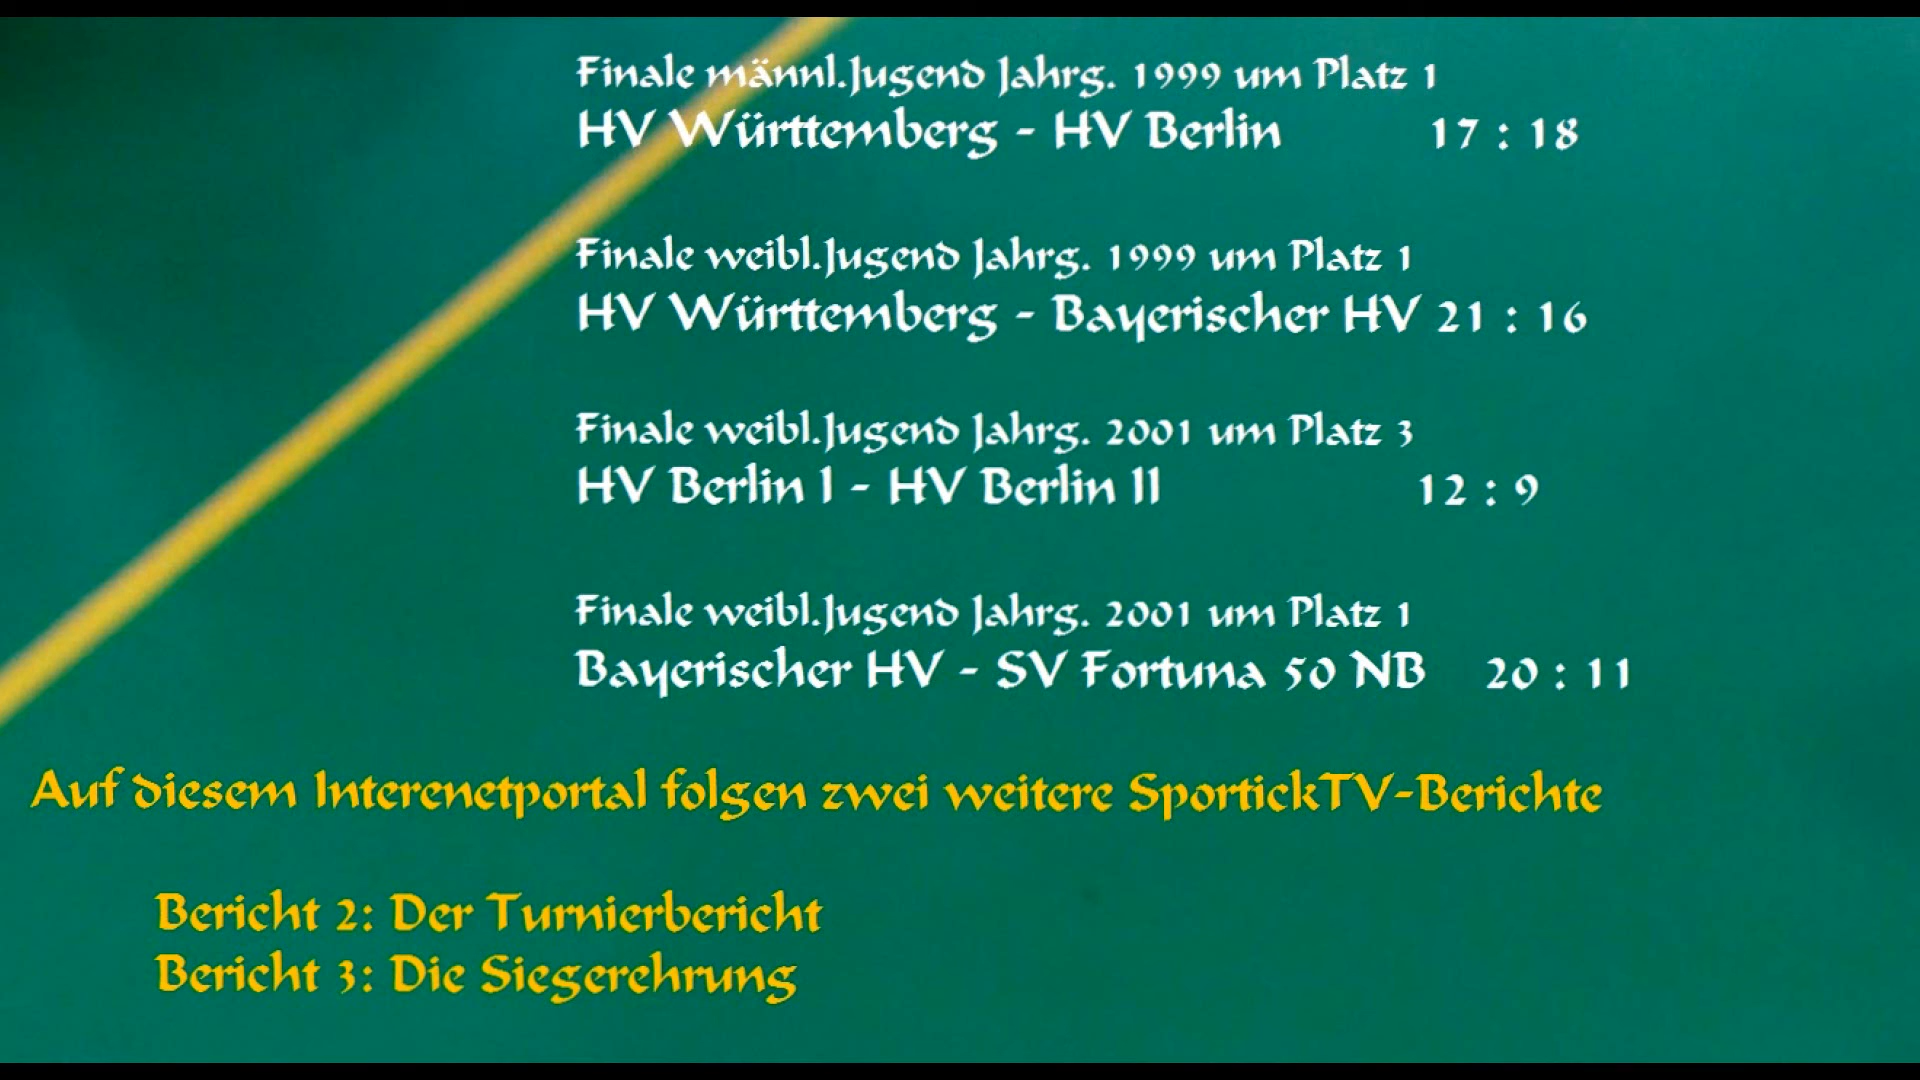 Finale männl.Jugend Jahrg. 1999 um Platz 1
HV Württemberg - HV Berlin 17 : 18
Finale weibl.Jugend Jahrg. 1999 um Platz 1
HV Württemberg - Bayerischer HV 21 : 16
Finale weibl.Jugend Jahrg. 2001 um Platz 3
HV Berlin I - HV Berlin II 12 : 9
Finale weibl.Jugend Jahrg. 2001 um Platz 1
Bayerischer HV - SV Fortuna 50 NB 20 : 11
Auf diesem Interenetportal folgen zwei weitere SportickTV-Berichte
Bericht 2: Der Turnierbericht
Bericht 3: Die Siegerehrung